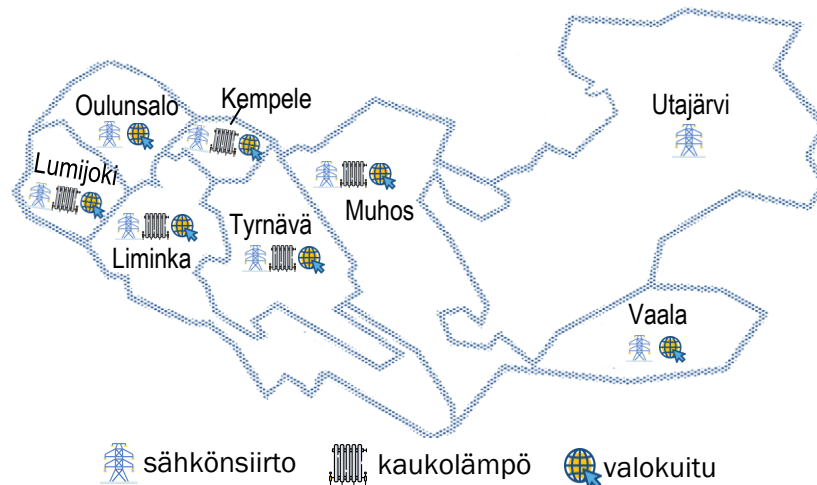 Oulunsalo
Kempele
Utajärvi
Lumijoki
Muhos
Tyrnävä
Liminka
Vaala
sähkönsiirto
kaukolämpö
valokuitu